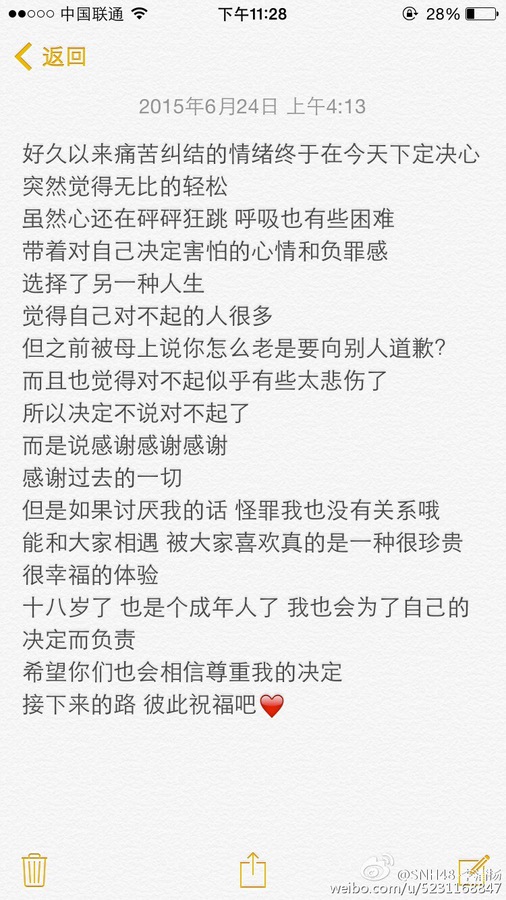 中国联通
下午11:28
28%
返回
2015年6月24日 上午4:13
好久以来痛苦纠结的情绪终于在今天下定决心
突然觉得无比的轻松
虽然心还在砰砰狂跳 呼吸也有些困难
带着对自己决定害怕的心情和负罪感
选择了另一种人生
觉得自己对不起的人很多
但之前被母上说你怎么老是要向别人道歉?
而且也觉得对不起似乎有些太悲伤了
所以决定不说对不起了
而是说感谢感谢感谢
感谢过去的一切
但是如果讨厌我的话 怪罪我也没有关系哦
能和大家相遇 被大家喜欢真的是一种很珍贵
很幸福的体验
十八岁了 也是个成年人了 我也会为了自己的
决定而负责
希望你们也会相信尊重我的决定
接下来的路 彼此祝福吧❤️
@SNH48
weibo.com/u/5231168847